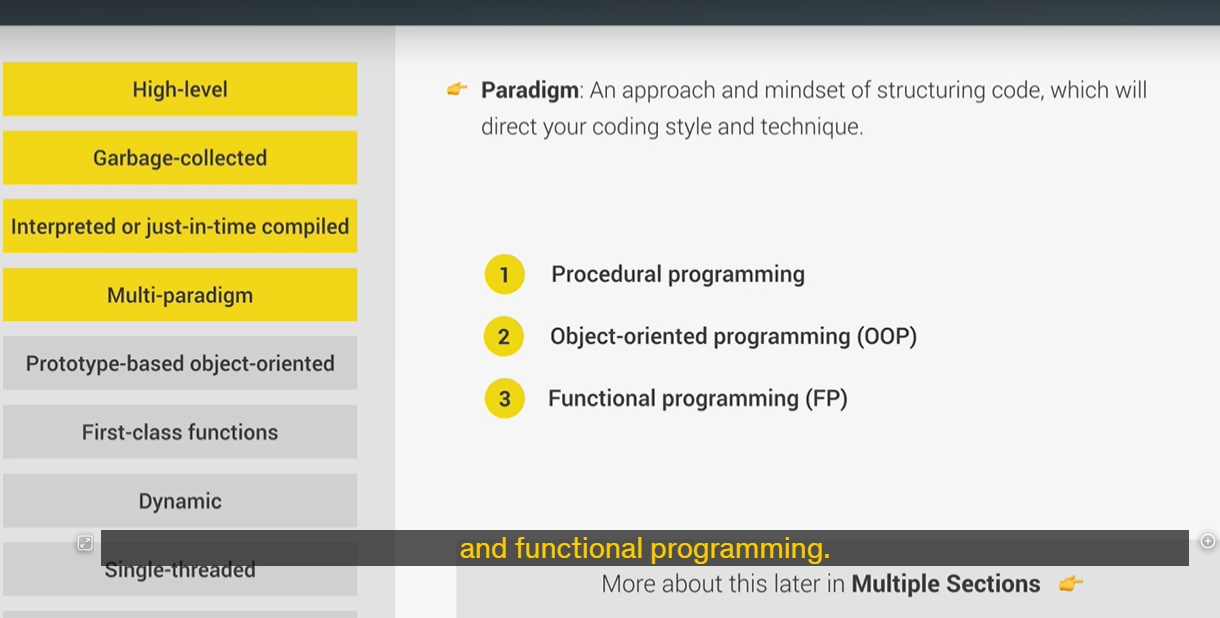 High-level
Garbage-collected
Interpreted or just-in-time compiled
Multi-paradigm
Prototype-based object-oriented
First-class functions
Dynamic
Single-threaded
Paradigm: An approach and mindset of structuring code, which will
direct your coding style and technique.
1 Procedural programming
2 Object-oriented programming (OOP)
3 Functional programming (FP)
and functional programming.
More about this later in Multiple Sections